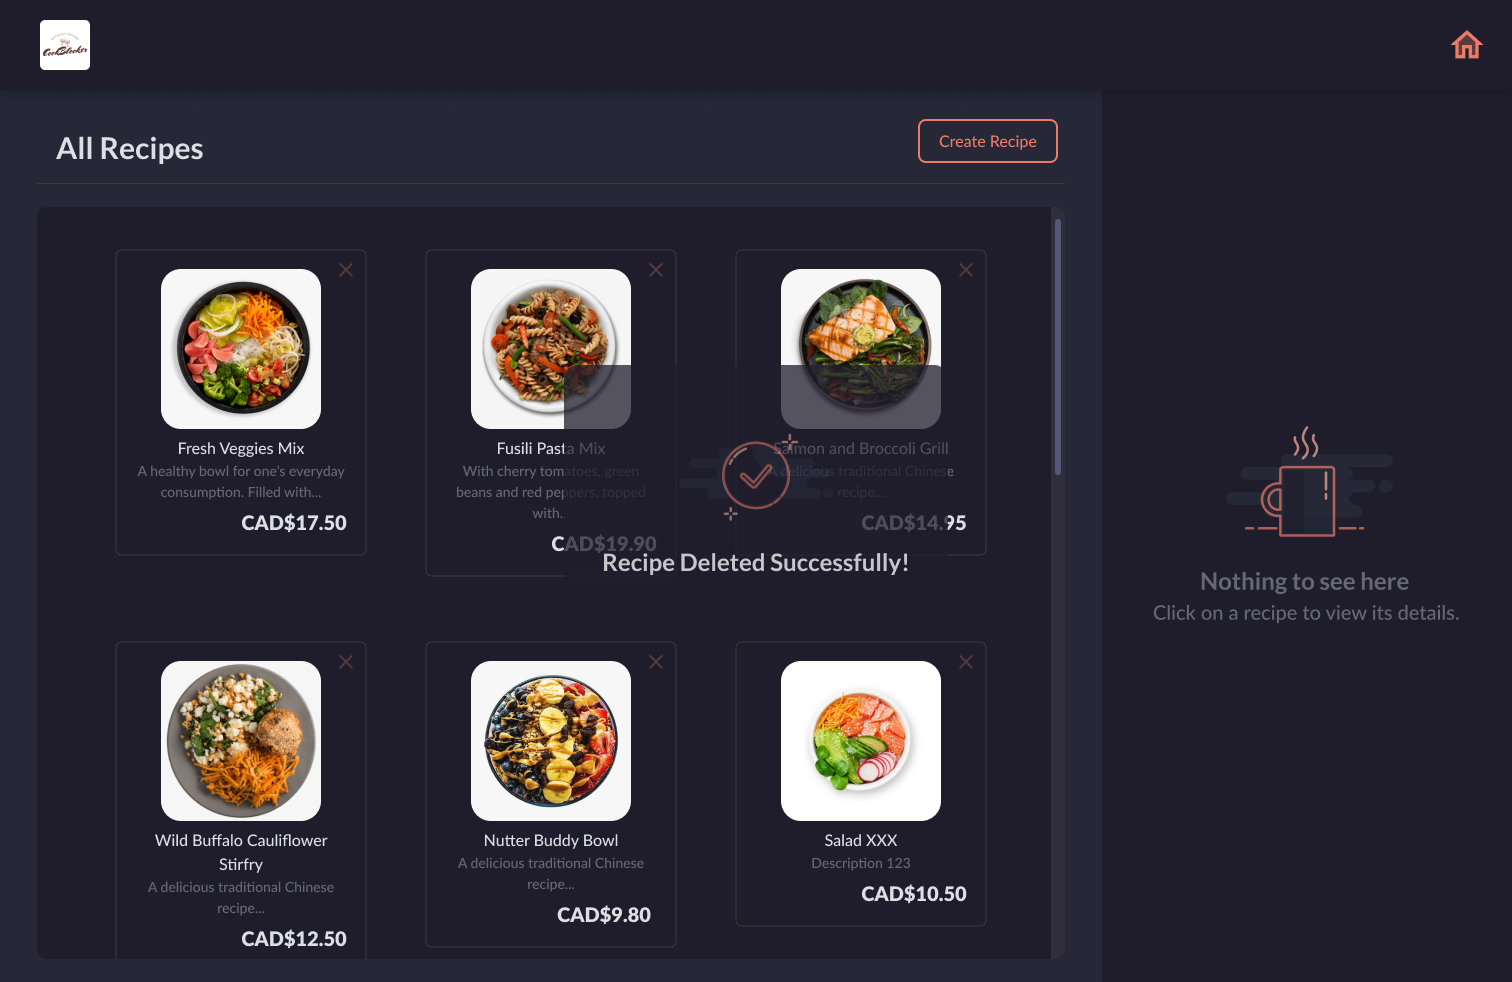 CookBlocker
All Recipes
Create Recipe
Fresh Veggies Mix
A healthy bowl for one's everyday
consumption. Filled with...
CAD$17.50
Fusili Pasta Mix
With cherry tomatoes, green
beans and red peppers, topped
with...
CAD$19.90
Salmon and Broccoli Grill
A delicious traditional Chinese
recipe...
CAD$14.95
Recipe Deleted Successfully!
Wild Buffalo Cauliflower
Stirfry
A delicious traditional Chinese
recipe...
CAD$12.50
Nutter Buddy Bowl
A delicious traditional Chinese
recipe...
CAD$9.80
Salad XXX
Description 123
CAD$10.50
Nothing to see here
Click on a recipe to view its details.